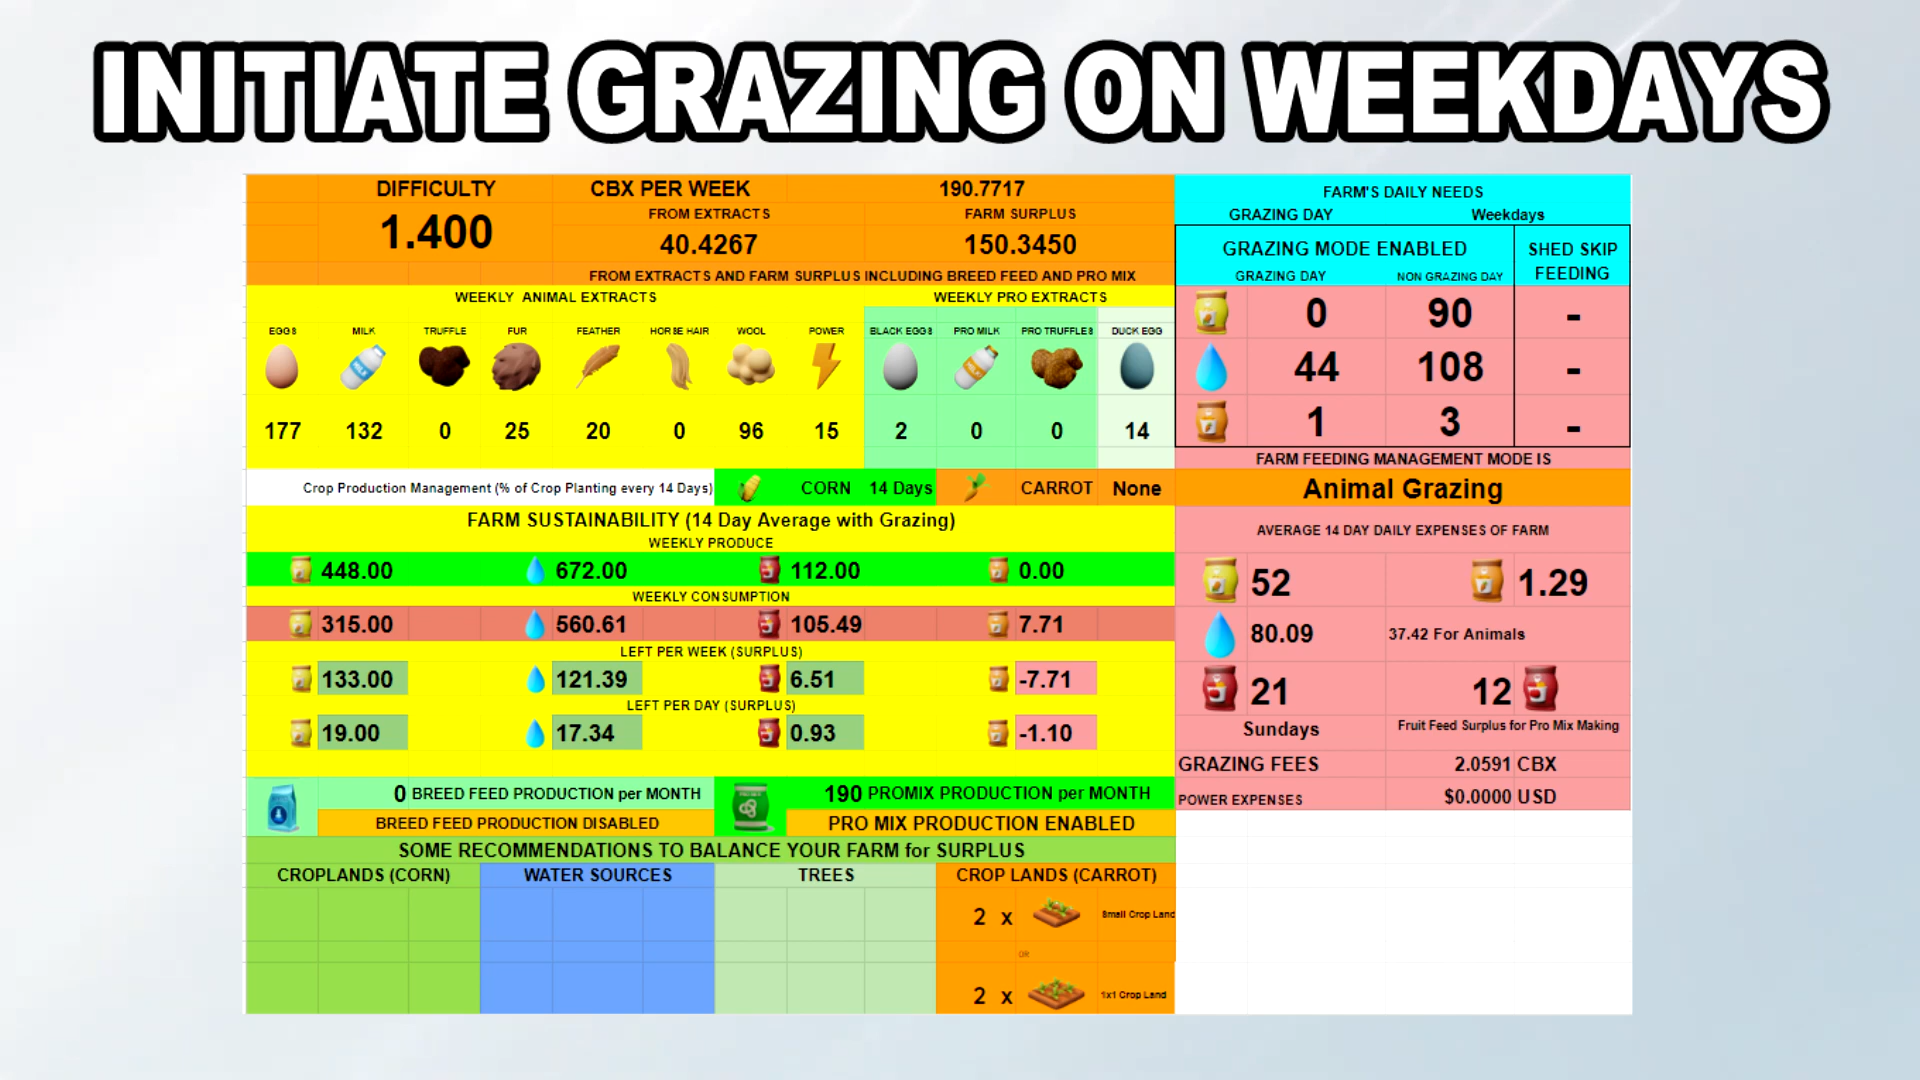 INITIATE GRAZING ON WEEKDAYS
DIFFICULTY CBX PER WEEK 190.7717
1.400 FROM EXTRACTS FARM SURPLUS
40.4267 150.3450
FROM EXTRACTS AND FARM SURPLUS INCLUDING BREED FEED AND PRO MIX
WEEKLY ANIMAL EXTRACTS WEEKLY PRO EXTRACTS
EGGS MILK TRUFFLE FUR FEATHER HORSE HAIR WOOL POWER BLACK EGGS PRO MILK PRO TRUFFLES DUCK EGG
MILK
177 132 0 25 20 0 96 15 2 0 0 14
Crop Production Management (% of Crop Planting every 14 Days) CORN 14 Days CARROT None
FARM SUSTAINABILITY (14 Day Average with Grazing)
WEEKLY PRODUCE
448.00 672.00 112.00 0.00
WEEKLY CONSUMPTION
315.00 560.61 105.49 7.71
LEFT PER WEEK (SURPLUS)
133.00 121.39 6.51 -7.71
LEFT PER DAY (SURPLUS)
19.00 17.34 0.93 -1.10
0 BREED FEED PRODUCTION per MONTH 190 PROMIX PRODUCTION per MONTH
BREED FEED PRODUCTION DISABLED PRO MIX PRODUCTION ENABLED
SOME RECOMMENDATIONS TO BALANCE YOUR FARM for SURPLUS
CROPLANDS (CORN) WATER SOURCES TREES CROP LANDS (CARROT)
2 x Small Crop Land
OR
2 x 1x1 Crop Land
FARM'S DAILY NEEDS
GRAZING DAY Weekdays
GRAZING MODE ENABLED SHED SKIP FEEDING
GRAZING DAY NON GRAZING DAY
0 90 -
44 108 -
1 3 -
FARM FEEDING MANAGEMENT MODE IS
Animal Grazing
AVERAGE 14 DAY DAILY EXPENSES OF FARM
52 1.29
80.09 37.42 For Animals
21 12
Sundays Fruit Feed Surplus for Pro Mix Making
GRAZING FEES 2.0591 CBX
POWER EXPENSES $0.0000 USD